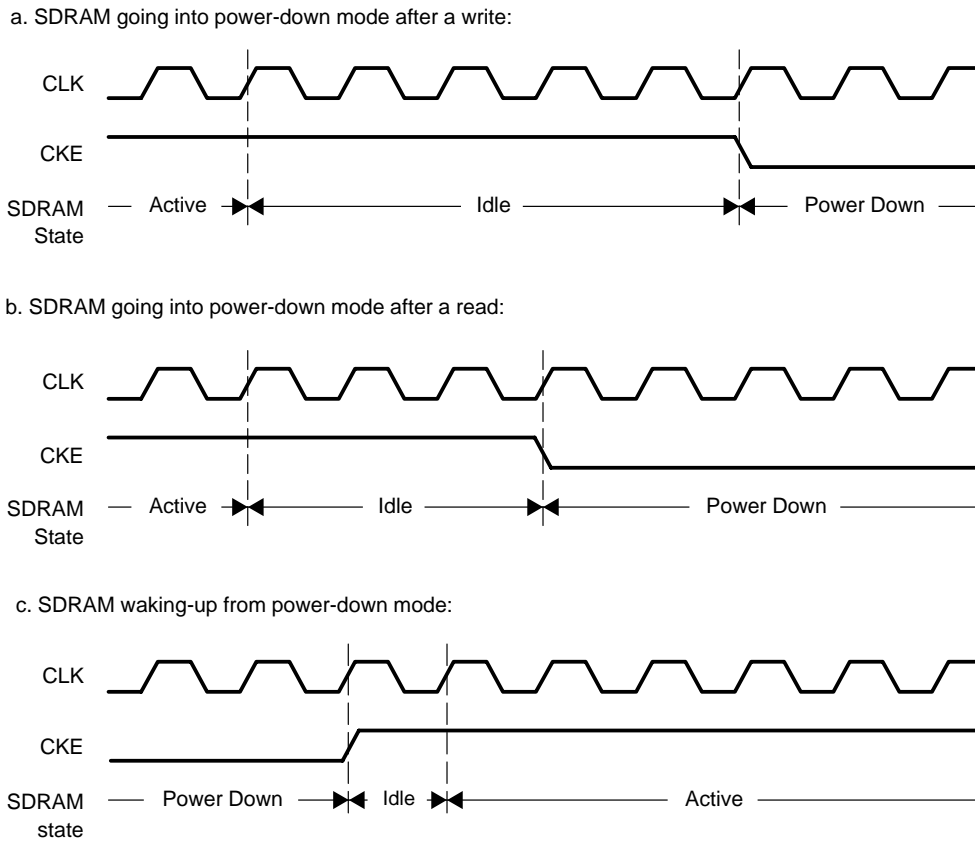 a. SDRAM going into power-down mode after a write:
CLK
CKE
SDRAM State
Active
Idle
Power Down
b. SDRAM going into power-down mode after a read:
CLK
CKE
SDRAM State
Active
Idle
Power Down
c. SDRAM waking-up from power-down mode:
CLK
CKE
SDRAM state
Power Down
Idle
Active